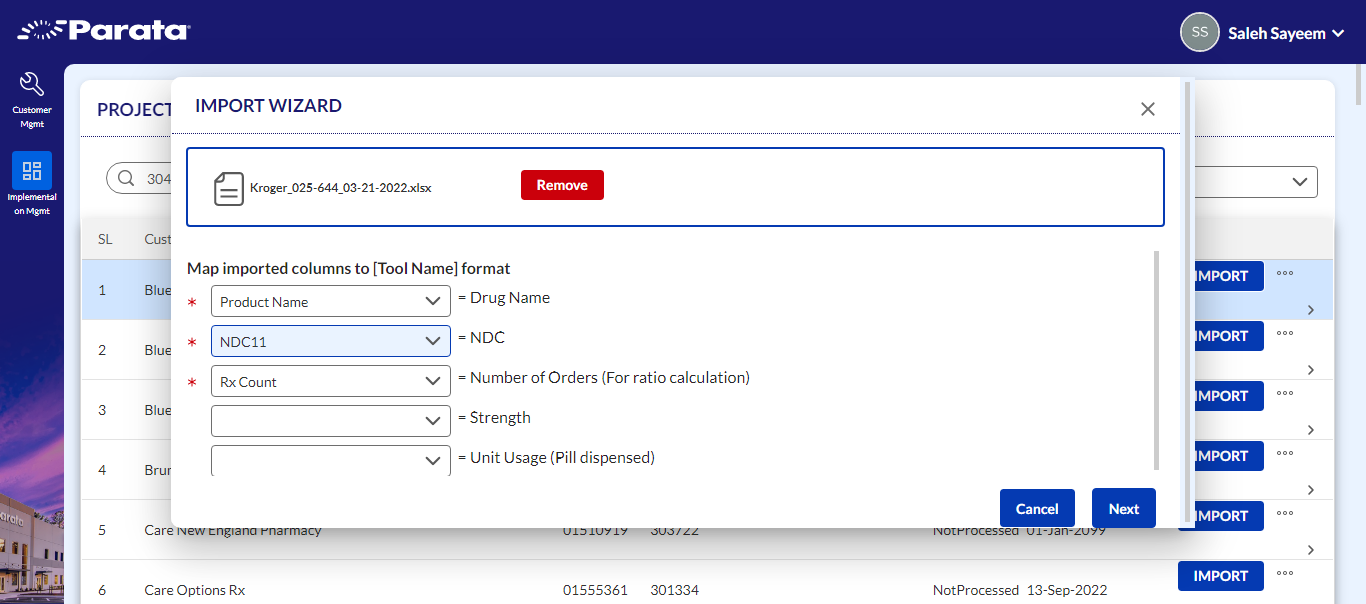 Parata
SS Saleh Sayeem
Customer
Mgmt
Implementati
on Mgmt
PROJECT
304
IMPORT WIZARD
Kroger_025-644_03-21-2022.xlsx
Remove
Map imported columns to [Tool Name] format
* Product Name = Drug Name
* NDC11 = NDC
* Rx Count = Number of Orders (For ratio calculation)
= Strength
= Unit Usage (Pill dispensed)
Cancel Next
SL Cust
1 Blue IMPORT
2 Blue IMPORT
3 Blue IMPORT
4 Brun IMPORT
5 Care New England Pharmacy 01510919 303722 NotProcessed 01-Jan-2099 IMPORT
6 Care Options Rx 01555361 301334 NotProcessed 13-Sep-2022 IMPORT